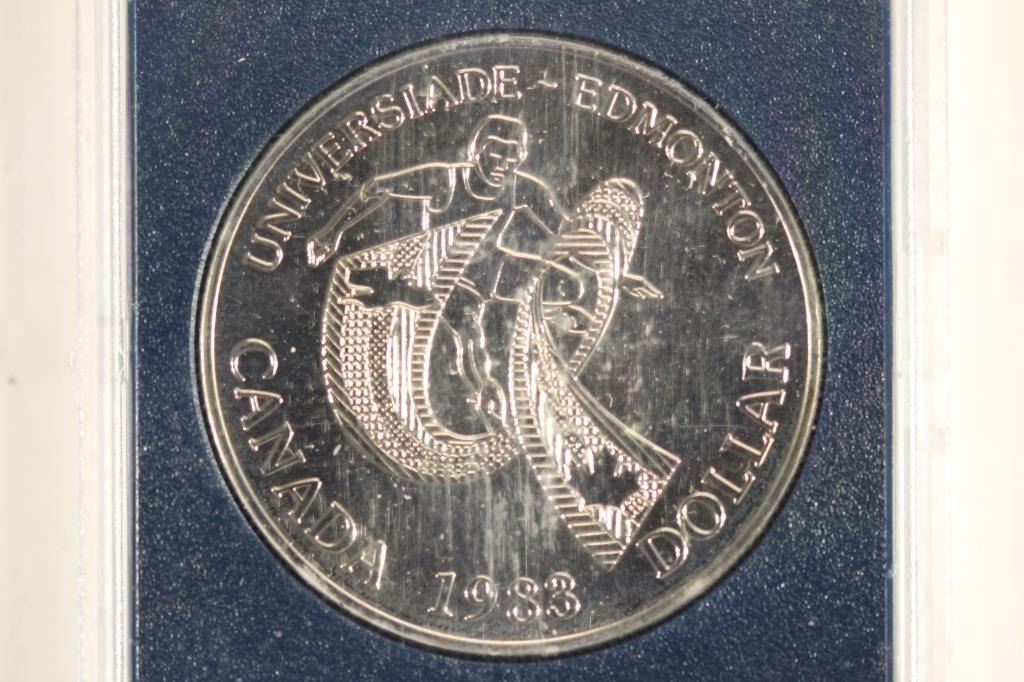 UNIVERSIADE ~ EDMONTON
CANADA 1983 DOLLAR